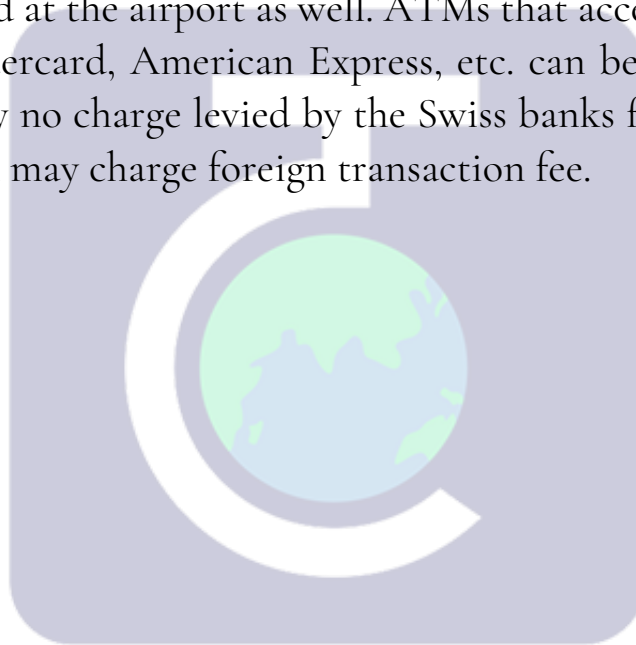 d at the airport as well. ATMs that acce
ercard, American Express, etc. can be
y no charge levied by the Swiss banks f
may charge foreign transaction fee.